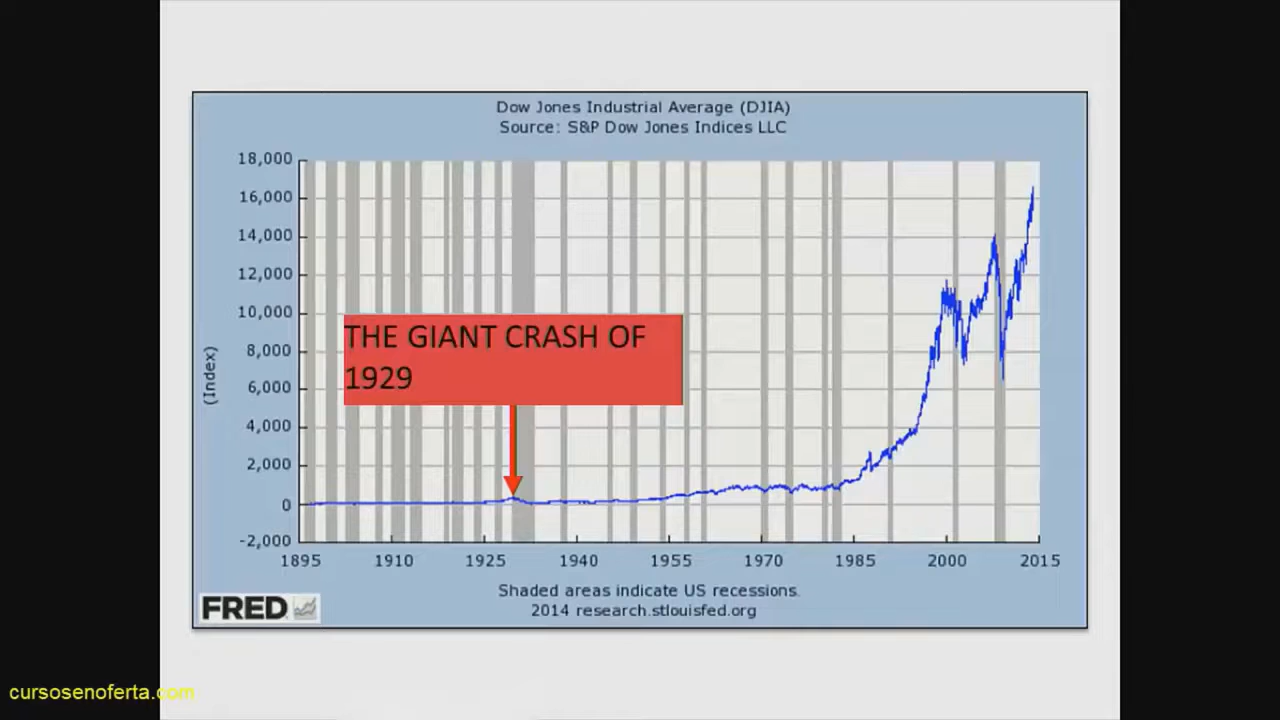 Dow Jones Industrial Average (DJIA)
Source: S&P Dow Jones Indices LLC
18,000
16,000
14,000
12,000
10,000
8,000
6,000
4,000
2,000
0
-2,000
(Index)
THE GIANT CRASH OF
1929
1895 1910 1925 1940 1955 1970 1985 2000 2015
Shaded areas indicate US recessions.
2014 research.stlouisfed.org
FRED
cursosenoferta.com